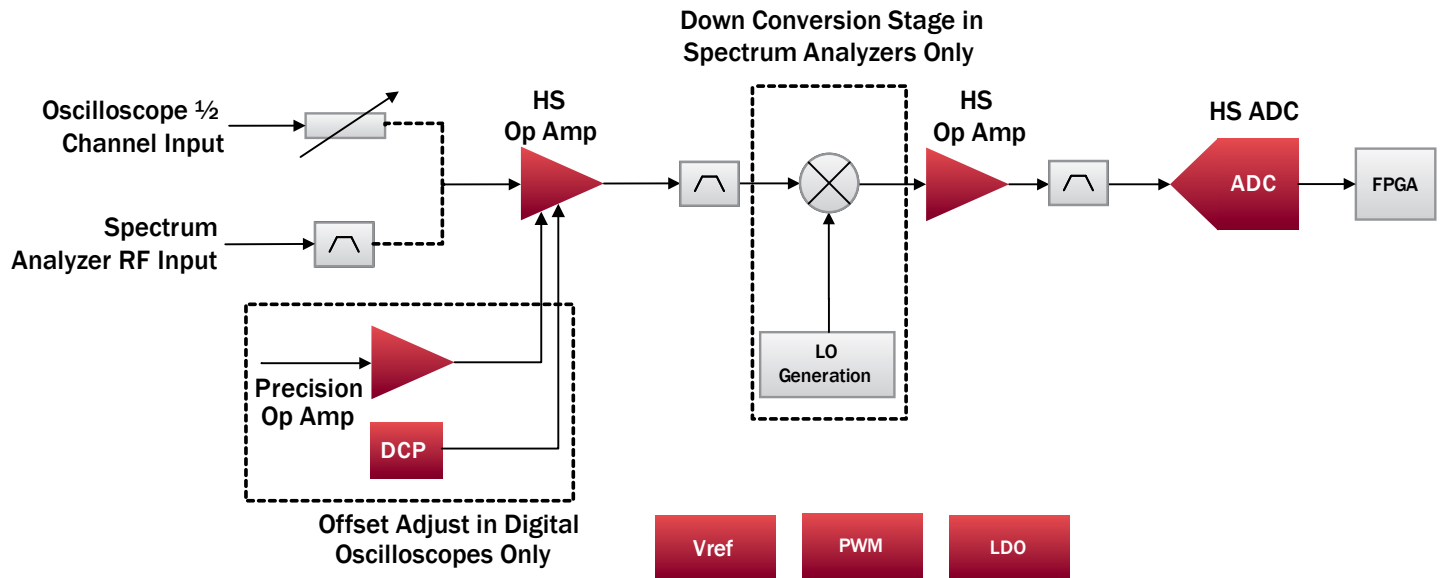 Down Conversion Stage in
Spectrum Analyzers Only
Oscilloscope ½
Channel Input
HS
Op Amp
HS
Op Amp
HS ADC
ADC
FPGA
Spectrum
Analyzer RF Input
LO
Generation
Precision
Op Amp
DCP
Offset Adjust in Digital
Oscilloscopes Only
Vref
PWM
LDO